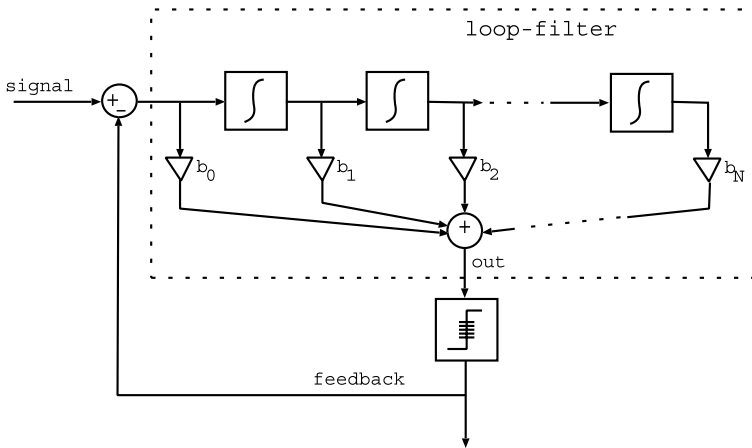 loop-filter
signal
+
−
b0
b1
b2
bN
+
out
feedback